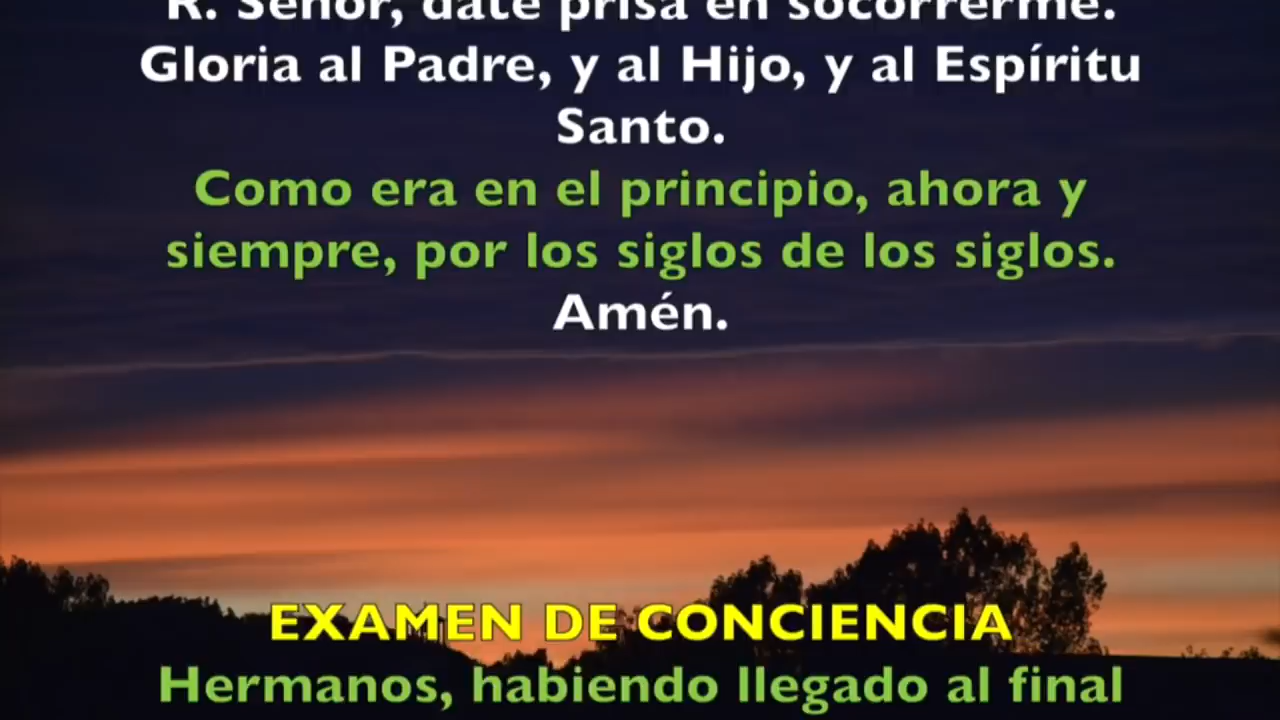 R. Señor, date prisa en socorrerme.
Gloria al Padre, y al Hijo, y al Espíritu
Santo.
Como era en el principio, ahora y
siempre, por los siglos de los siglos.
Amén.
EXAMEN DE CONCIENCIA
Hermanos, habiendo llegado al final